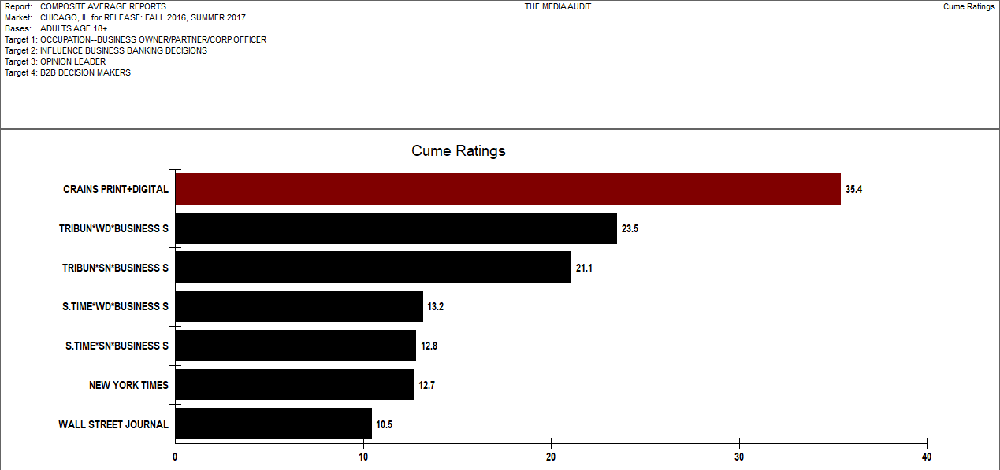 Report: COMPOSITE AVERAGE REPORTS
THE MEDIA AUDIT
Cume Ratings
Market: CHICAGO, IL for RELEASE: FALL 2016, SUMMER 2017
Bases: ADULTS AGE 18+
Target 1: OCCUPATION--BUSINESS OWNER/PARTNER/CORP.OFFICER
Target 2: INFLUENCE BUSINESS BANKING DECISIONS
Target 3: OPINION LEADER
Target 4: B2B DECISION MAKERS
Cume Ratings
CRAINS PRINT+DIGITAL 35.4
TRIBUN*WD*BUSINESS S 23.5
TRIBUN*SN*BUSINESS S 21.1
S.TIME*WD*BUSINESS S 13.2
S.TIME*SN*BUSINESS S 12.8
NEW YORK TIMES 12.7
WALL STREET JOURNAL 10.5
0 10 20 30 40